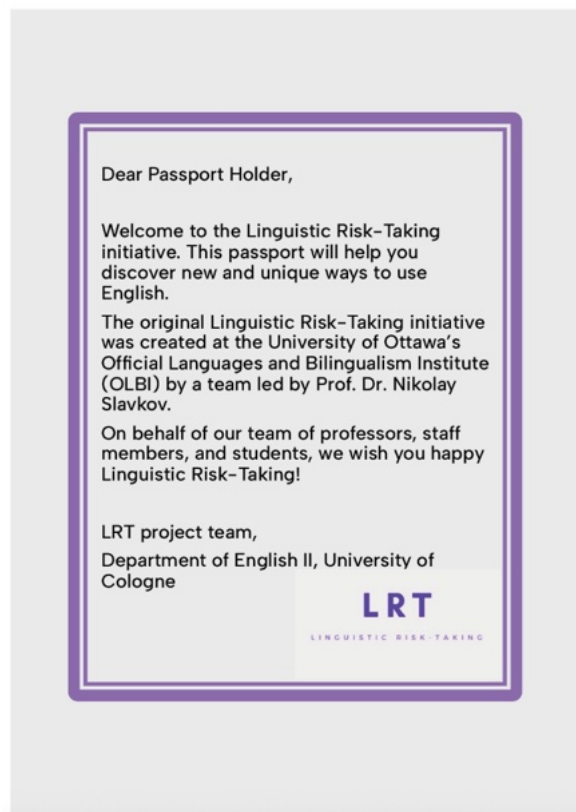 Dear Passport Holder,
Welcome to the Linguistic Risk-Taking
initiative. This passport will help you
discover new and unique ways to use
English.
The original Linguistic Risk-Taking initiative
was created at the University of Ottawa's
Official Languages and Bilingualism Institute
(OLBI) by a team led by Prof. Dr. Nikolay
Slavkov.
On behalf of our team of professors, staff
members, and students, we wish you happy
Linguistic Risk-Taking!
LRT project team,
Department of English II, University of
Cologne
LRT
LINGUISTIC RISK-TAKING